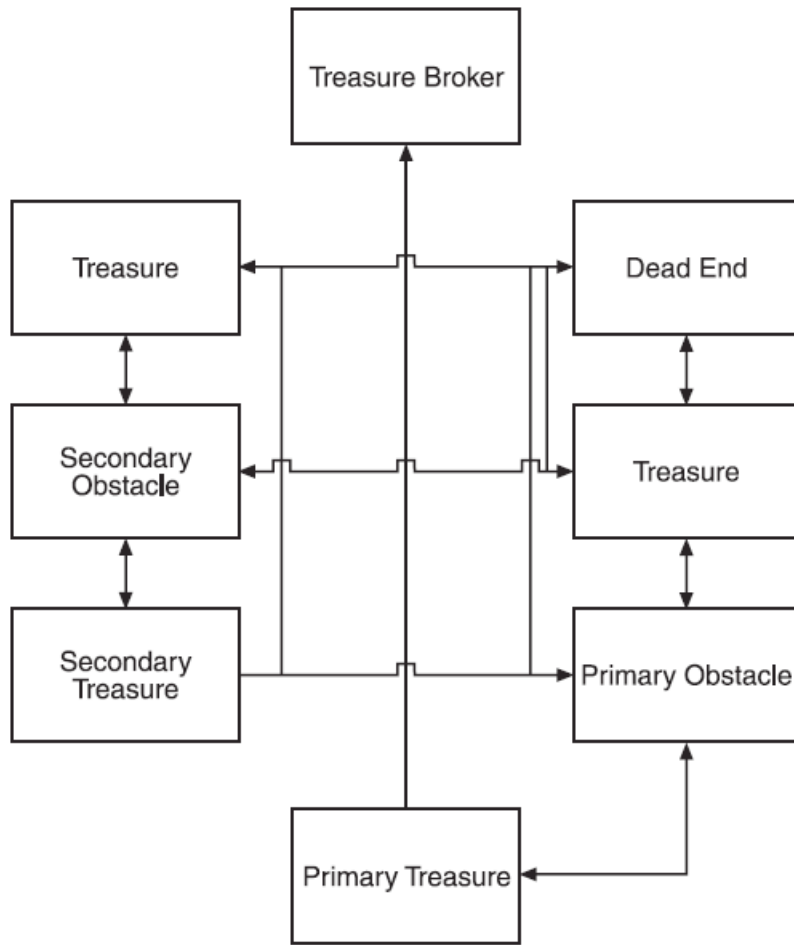 Treasure Broker
Treasure
Dead End
Secondary
Obstacle
Treasure
Secondary
Treasure
Primary Obstacle
Primary Treasure